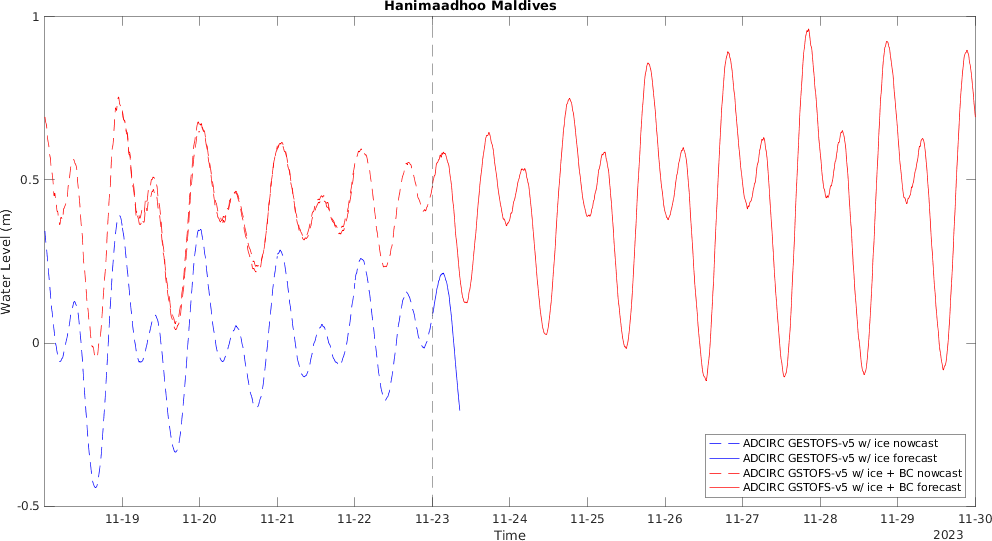 Hanimaadhoo Maldives
1
0.5
0
-0.5
Water Level (m)
ADCIRC GESTOFS-v5 w/ ice nowcast
ADCIRC GESTOFS-v5 w/ ice forecast
ADCIRC GSTOFS-v5 w/ ice + BC nowcast
ADCIRC GSTOFS-v5 w/ ice + BC forecast
11-19 11-20 11-21 11-22 11-23 11-24 11-25 11-26 11-27 11-28 11-29 11-30
Time
2023